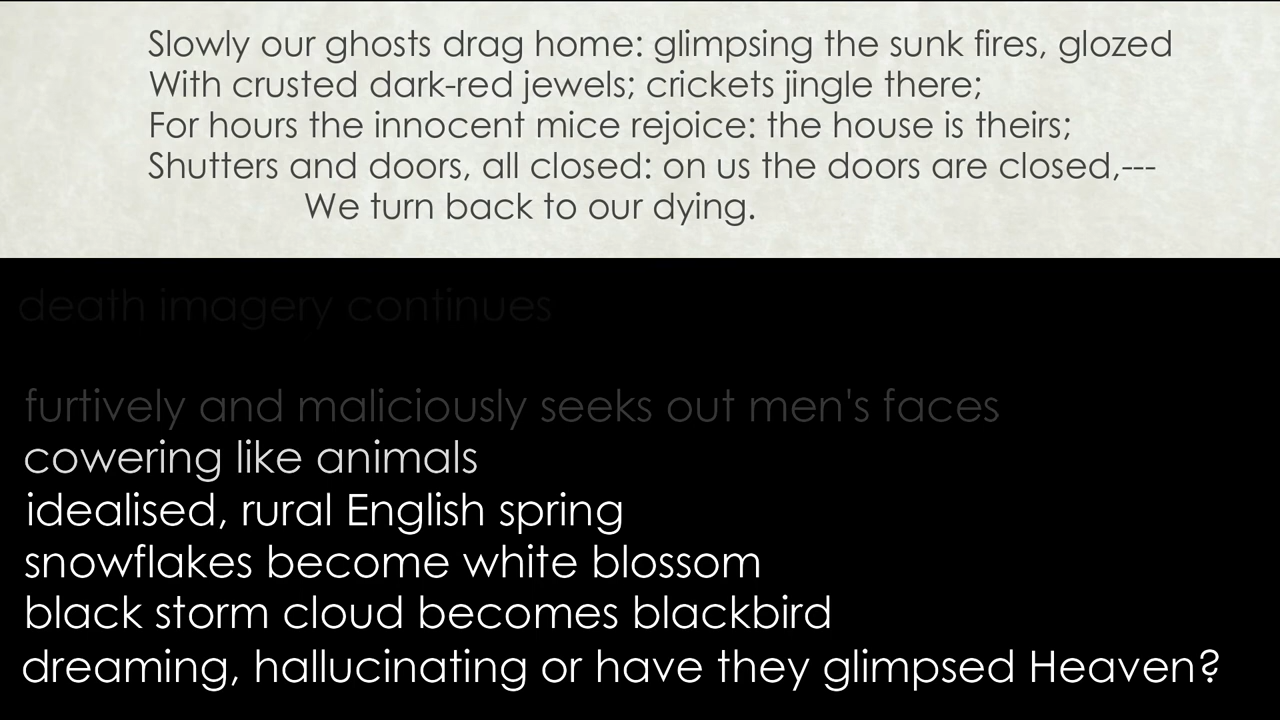 Slowly our ghosts drag home: glimpsing the sunk fires, glozed
With crusted dark-red jewels; crickets jingle there;
For hours the innocent mice rejoice: the house is theirs;
Shutters and doors, all closed: on us the doors are closed,---
We turn back to our dying.
death imagery continues
furtively and maliciously seeks out men's faces
cowering like animals
idealised, rural English spring
snowflakes become white blossom
black storm cloud becomes blackbird
dreaming, hallucinating or have they glimpsed Heaven?